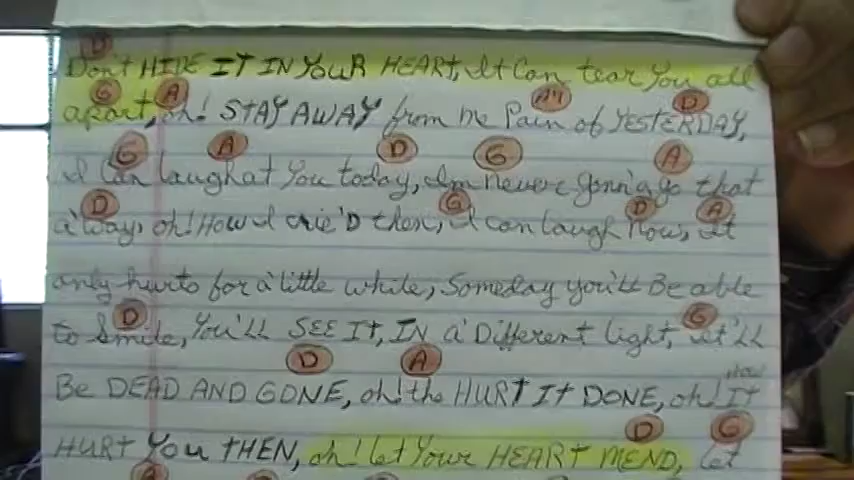 D
Don't HIDE IT IN YOUR HEART, It Can tear You all
G A A7 D
apart, oh! STAY AWAY from the Pain of YESTERDAY,
G A D G A
I Can laugh at You today, I'm never gonn'a go that
D G D A
a'way, oh! How I crie'D then, I can laugh Now, It
only hurts for a' little while, Someday you'll Be able
D G
to Smile, You'LL SEE IT, IN a' Different light, it'LL
D A Now
Be DEAD AND GONE, oh! the HURT IT DONE, oh! It
D G
HURT You THEN, oh! let Your HEART MEND, let
A